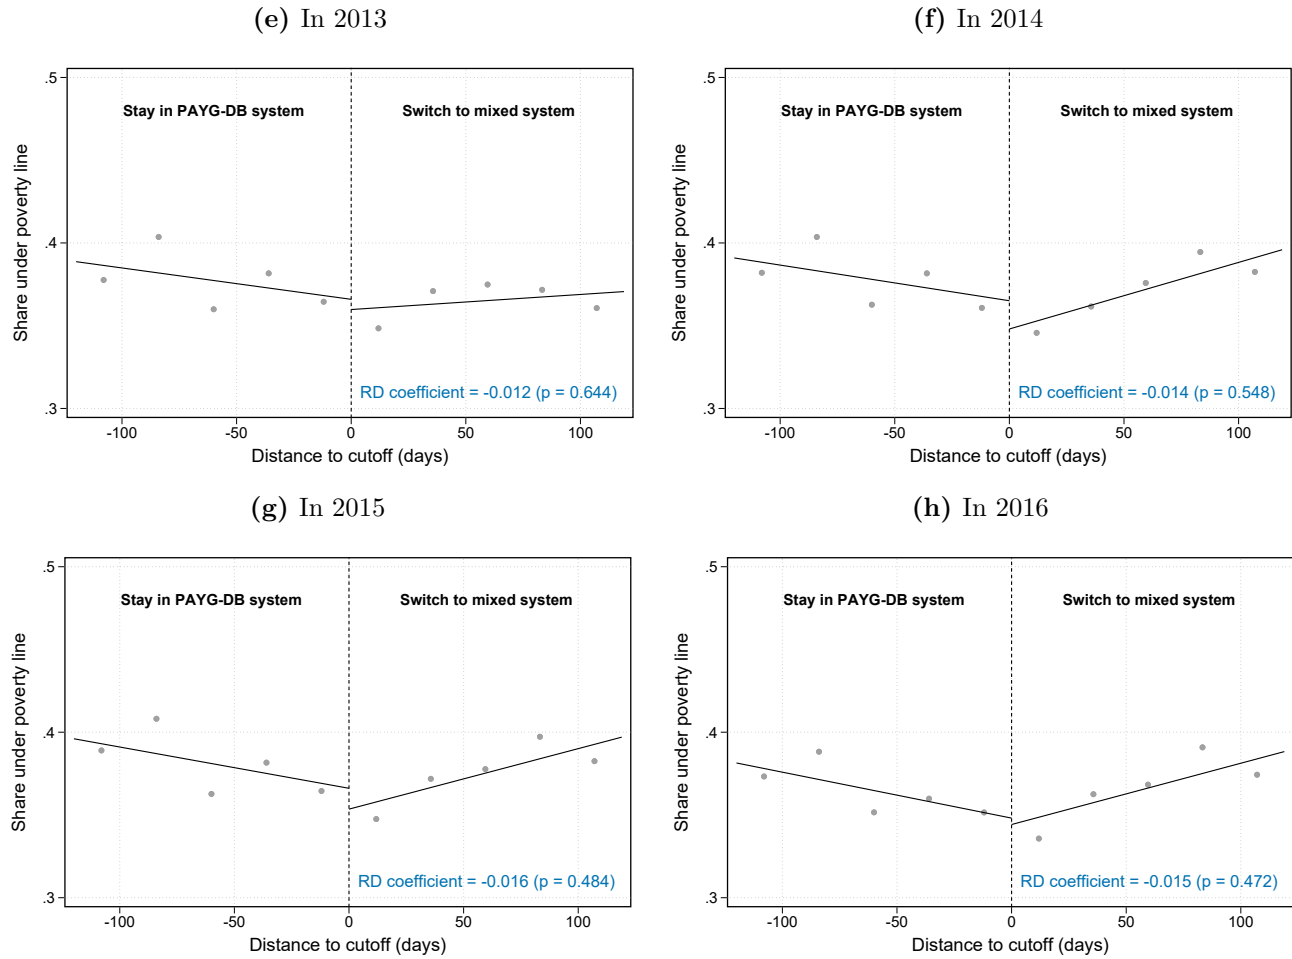 (e) In 2013
.5
.4
.3
Share under poverty line
Stay in PAYG-DB system
Switch to mixed system
RD coefficient = -0.012 (p = 0.644)
-100 -50 0 50 100
Distance to cutoff (days)
(f) In 2014
.5
.4
.3
Share under poverty line
Stay in PAYG-DB system
Switch to mixed system
RD coefficient = -0.014 (p = 0.548)
-100 -50 0 50 100
Distance to cutoff (days)
(g) In 2015
.5
.4
.3
Share under poverty line
Stay in PAYG-DB system
Switch to mixed system
RD coefficient = -0.016 (p = 0.484)
-100 -50 0 50 100
Distance to cutoff (days)
(h) In 2016
.5
.4
.3
Share under poverty line
Stay in PAYG-DB system
Switch to mixed system
RD coefficient = -0.015 (p = 0.472)
-100 -50 0 50 100
Distance to cutoff (days)